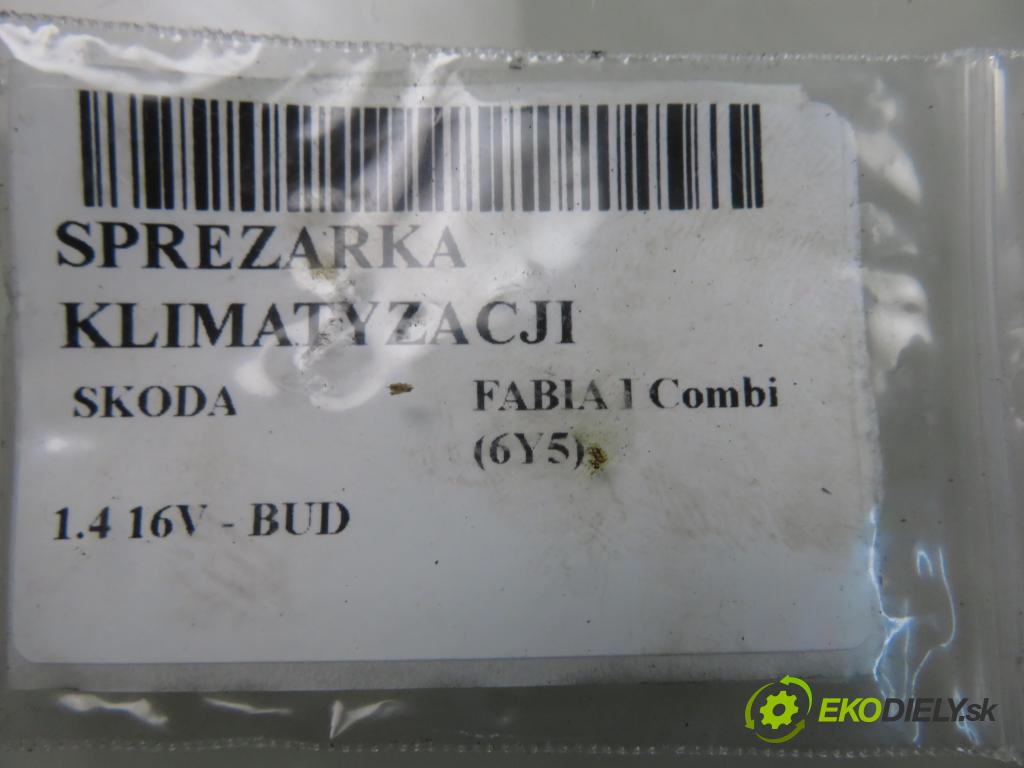 SPREZARKA
KLIMATYZACJI
SKODA
FABIA I Combi
(6Y5)
1.4 16V - BUD
EKODIELY.sk